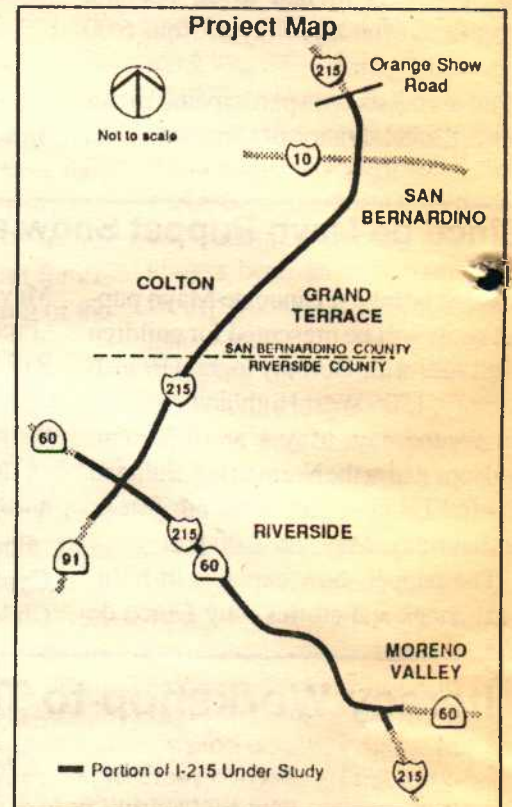 Project Map
215
Orange Show
Road
Not to scale
10
SAN
BERNARDINO
COLTON
GRAND
TERRACE
SAN BERNARDINO COUNTY
RIVERSIDE COUNTY
215
60
91
215
60
RIVERSIDE
MORENO
VALLEY
60
215
Portion of I-215 Under Study